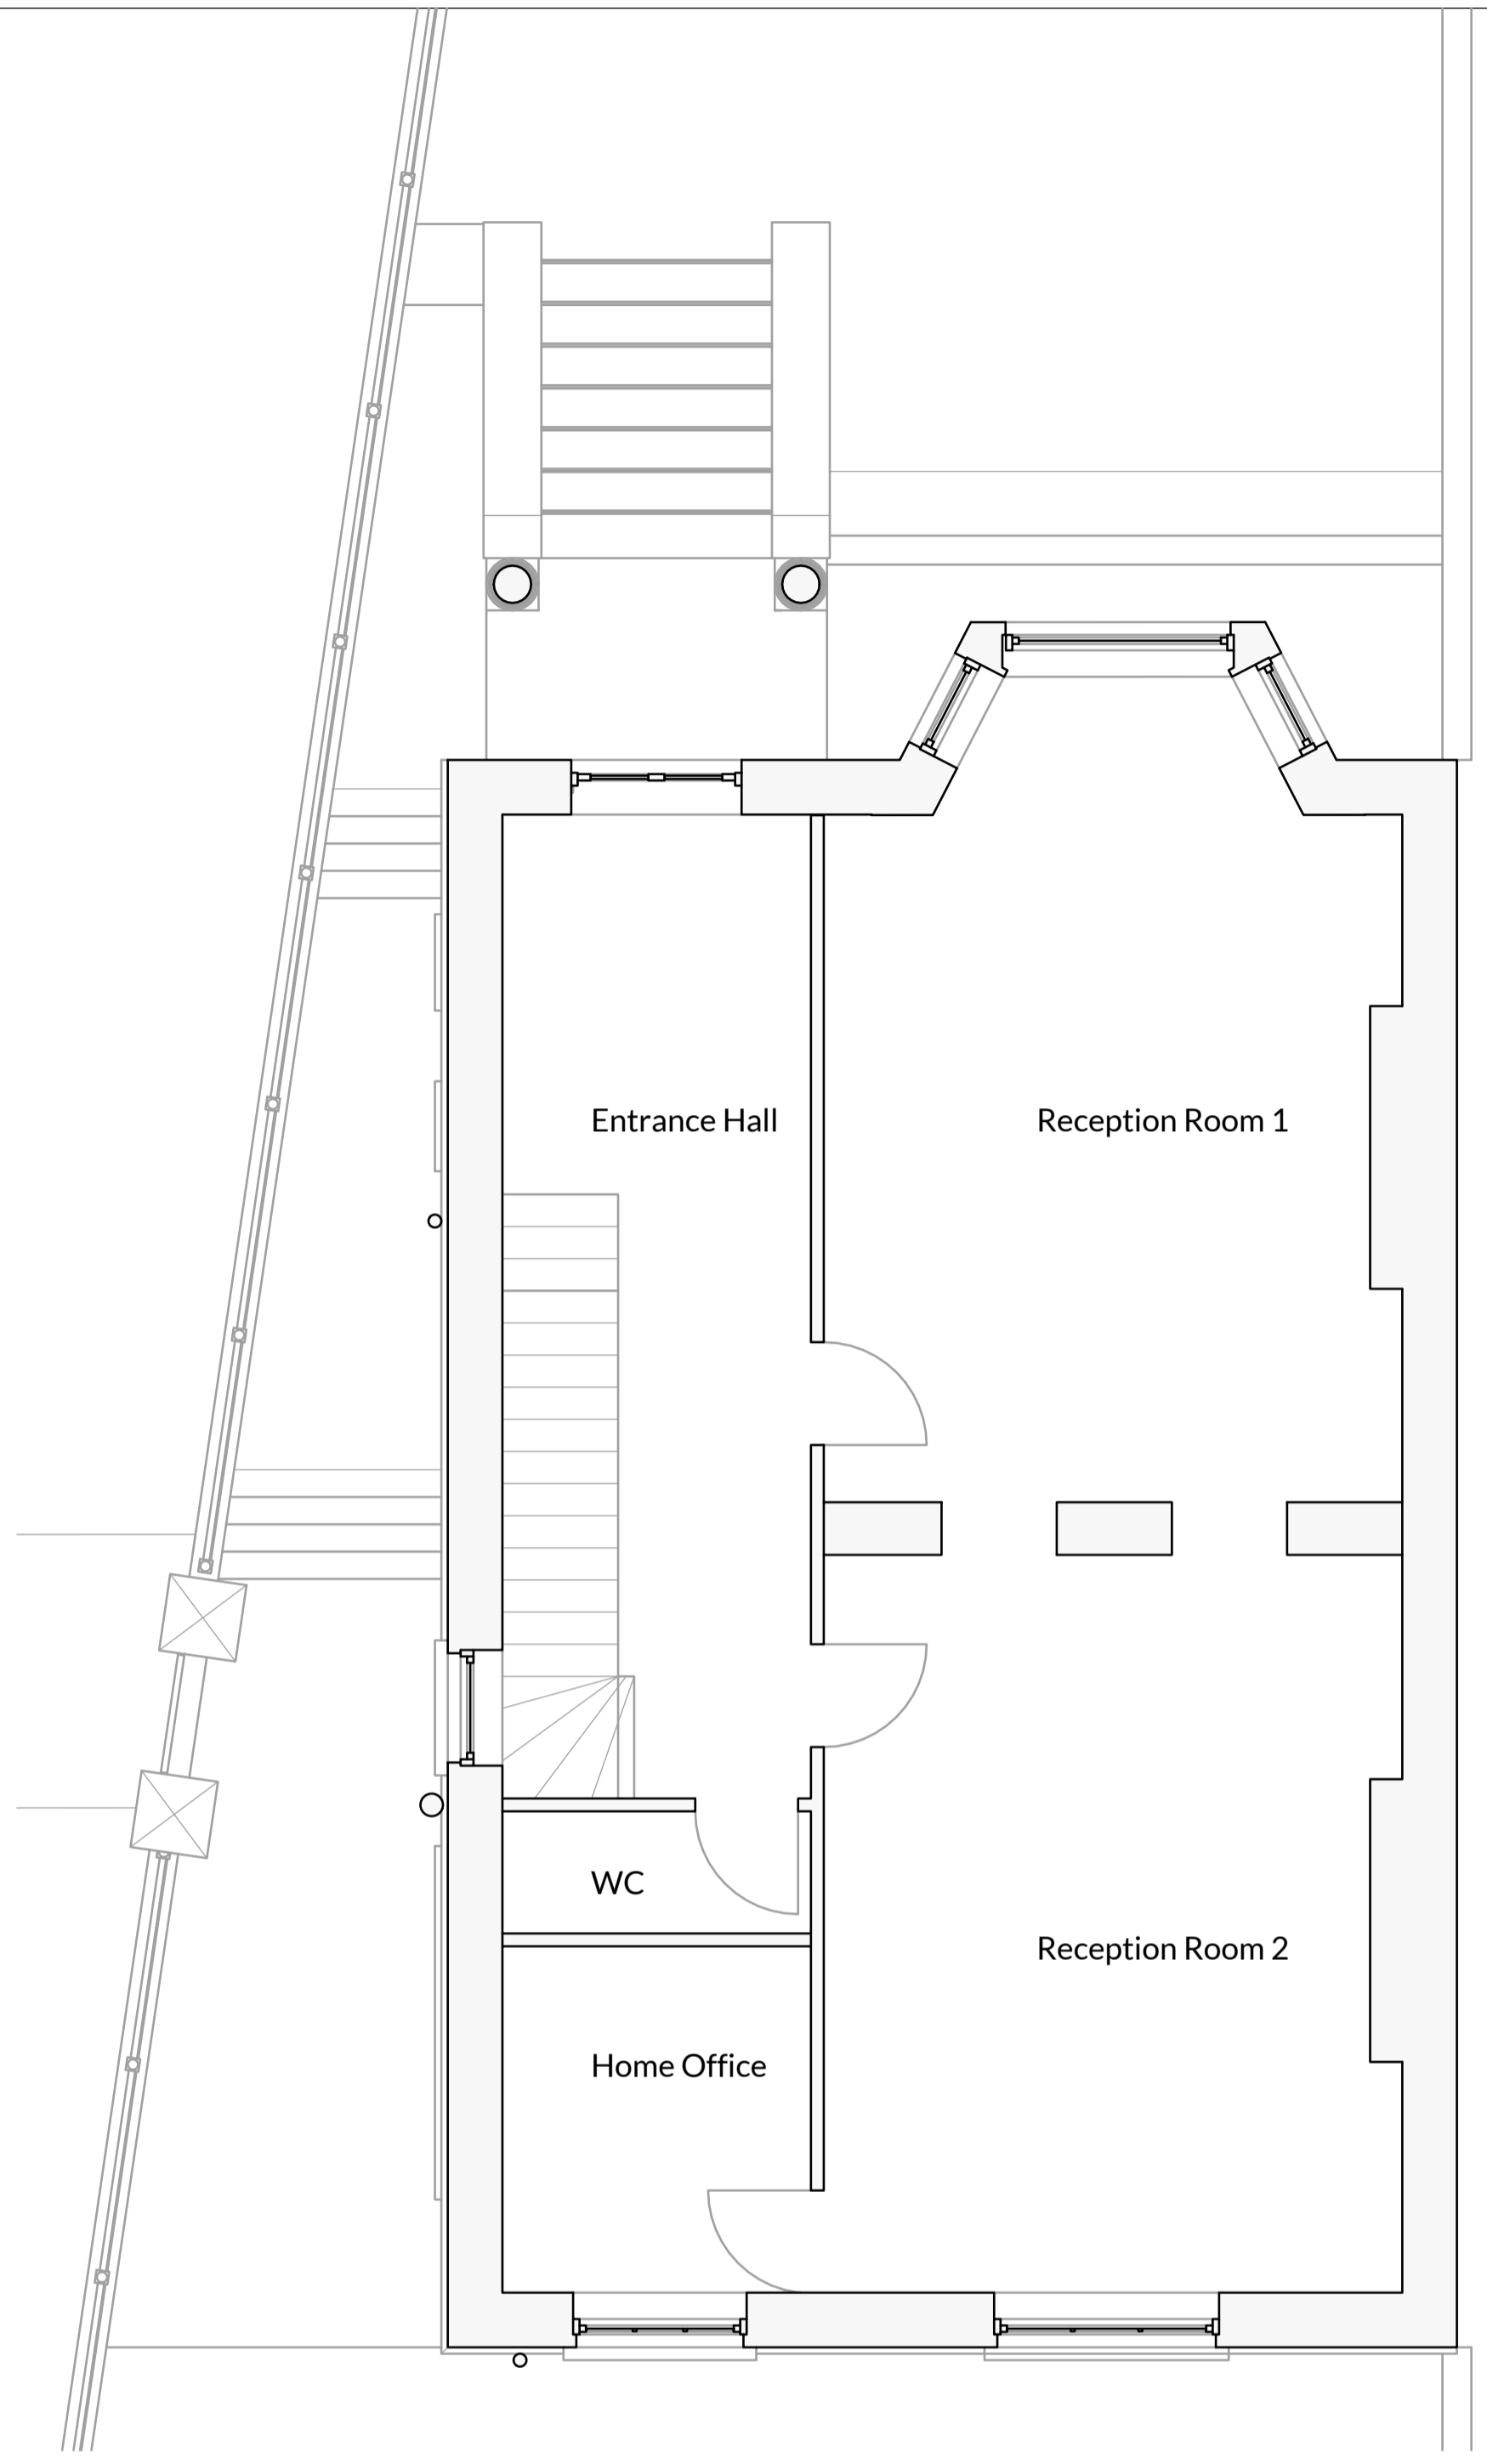 Entrance Hall
Reception Room 1
WC
Reception Room 2
Home Office